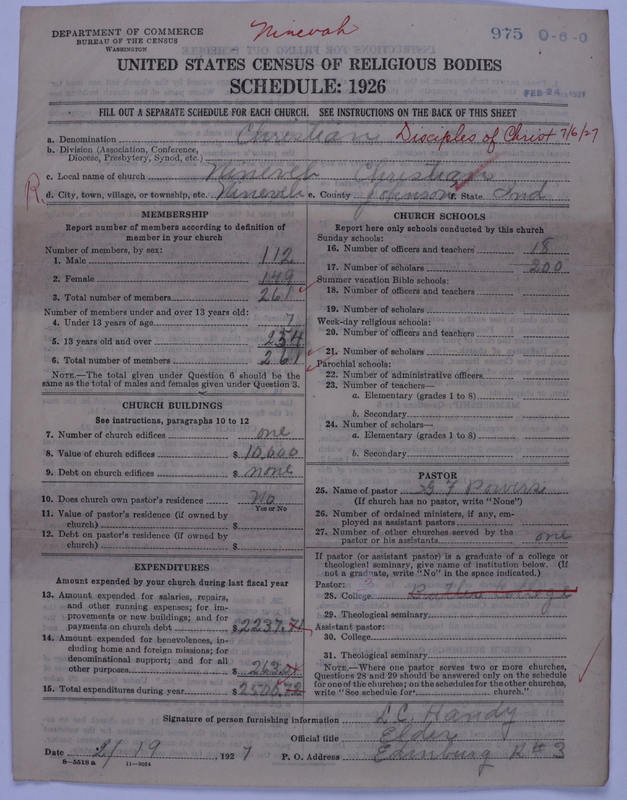 DEPARTMENT OF COMMERCE
BUREAU OF THE CENSUS
WASHINGTON
Ninevah
975 0-6-0
FEB 24 1927
UNITED STATES CENSUS OF RELIGIOUS BODIES
SCHEDULE: 1926
FILL OUT A SEPARATE SCHEDULE FOR EACH CHURCH. SEE INSTRUCTIONS ON THE BACK OF THIS SHEET
a. Denomination Christian Disciples of Christ 7/6/27
b. Division (Association, Conference, Diocese, Presbytery, Synod, etc.)
c. Local name of church Nineveh Christian
R d. City, town, village, or township, etc. Nineveh e. County Johnson f. State Ind
MEMBERSHIP
Report number of members according to definition of
member in your church
Number of members, by sex:
1. Male 112
2. Female 149
3. Total number of members 261
Number of members under and over 13 years old:
4. Under 13 years of age 7
5. 13 years old and over 254
6. Total number of members 261
NOTE.—The total given under Question 6 should be the
same as the total of males and females given under Question 3.
CHURCH BUILDINGS
See instructions, paragraphs 10 to 12
7. Number of church edifices one
8. Value of church edifices $ 10,000
9. Debt on church edifices $ none
10. Does church own pastor's residence No
Yes or No
11. Value of pastor's residence (if owned by
church) $
12. Debt on pastor's residence (if owned by
church) $
EXPENDITURES
Amount expended by your church during last fiscal year
13. Amount expended for salaries, repairs,
and other running expenses; for im-
provements or new buildings; and for
payments on church debt $ 2237.71
14. Amount expended for benevolences, in-
cluding home and foreign missions; for
denominational support; and for all
other purposes $
15. Total expenditures during year $
CHURCH SCHOOLS
Report here only schools conducted by this church
Sunday schools:
16. Number of officers and teachers 18
17. Number of scholars 200
Summer vacation Bible schools:
18. Number of officers and teachers
19. Number of scholars
Week-day religious schools:
20. Number of officers and teachers
21. Number of scholars
Parochial schools:
22. Number of administrative officers
23. Number of teachers—
a. Elementary (grades 1 to 8)
b. Secondary
24. Number of scholars—
a. Elementary (grades 1 to 8)
b. Secondary
PASTOR
25. Name of pastor G F Powers
(If church has no pastor, write "None")
26. Number of ordained ministers, if any, em-
ployed as assistant pastors
27. Number of other churches served by the
pastor or his assistants one
If pastor (or assistant pastor) is a graduate of a college or
theological seminary, give name of institution below. (If
not a graduate, write "No" in the space indicated.)
Pastor:
28. College Butler College
29. Theological seminary
Assistant pastor:
30. College
31. Theological seminary
NOTE.—Where one pastor serves two or more churches,
Questions 28 and 29 should be answered only on the schedule
for one of the churches; on the schedules for the other churches,
write "See schedule for church."
Signature of person furnishing information L.C. Handy
Official title Elder
Date 2/19 1927 P. O. Address Edinburg R#3
8—5518 a 11—9024